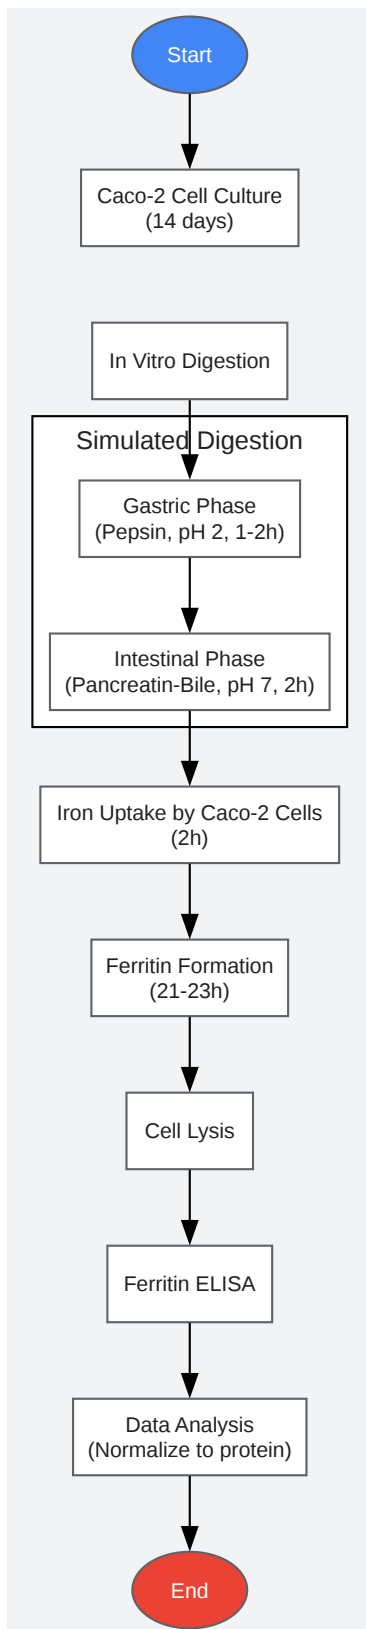 Start
Caco-2 Cell Culture
(14 days)
In Vitro Digestion
Simulated Digestion
Gastric Phase
(Pepsin, pH 2, 1-2h)
Intestinal Phase
(Pancreatin-Bile, pH 7, 2h)
Iron Uptake by Caco-2 Cells
(2h)
Ferritin Formation
(21-23h)
Cell Lysis
Ferritin ELISA
Data Analysis
(Normalize to protein)
End